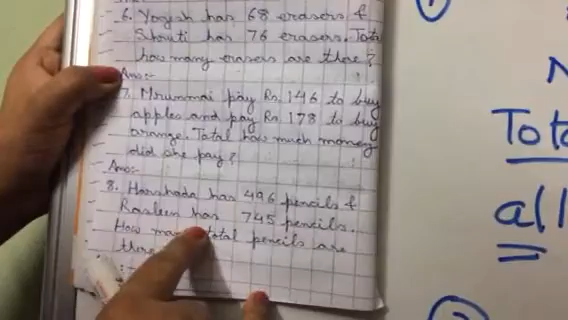 6. Yogesh has 68 erasers &
Shruti has 76 erasers. Tota
how many erasers are there?
Ans:-
7. Mrunmai pay Rs. 146 to buy
apples and pay Rs. 178 to buy
orange. Total how much money
did she pay?
Ans:-
8. Harshada has 496 pencils &
Rasleen has 745 pencils.
How many total pencils are
there
Tota
all